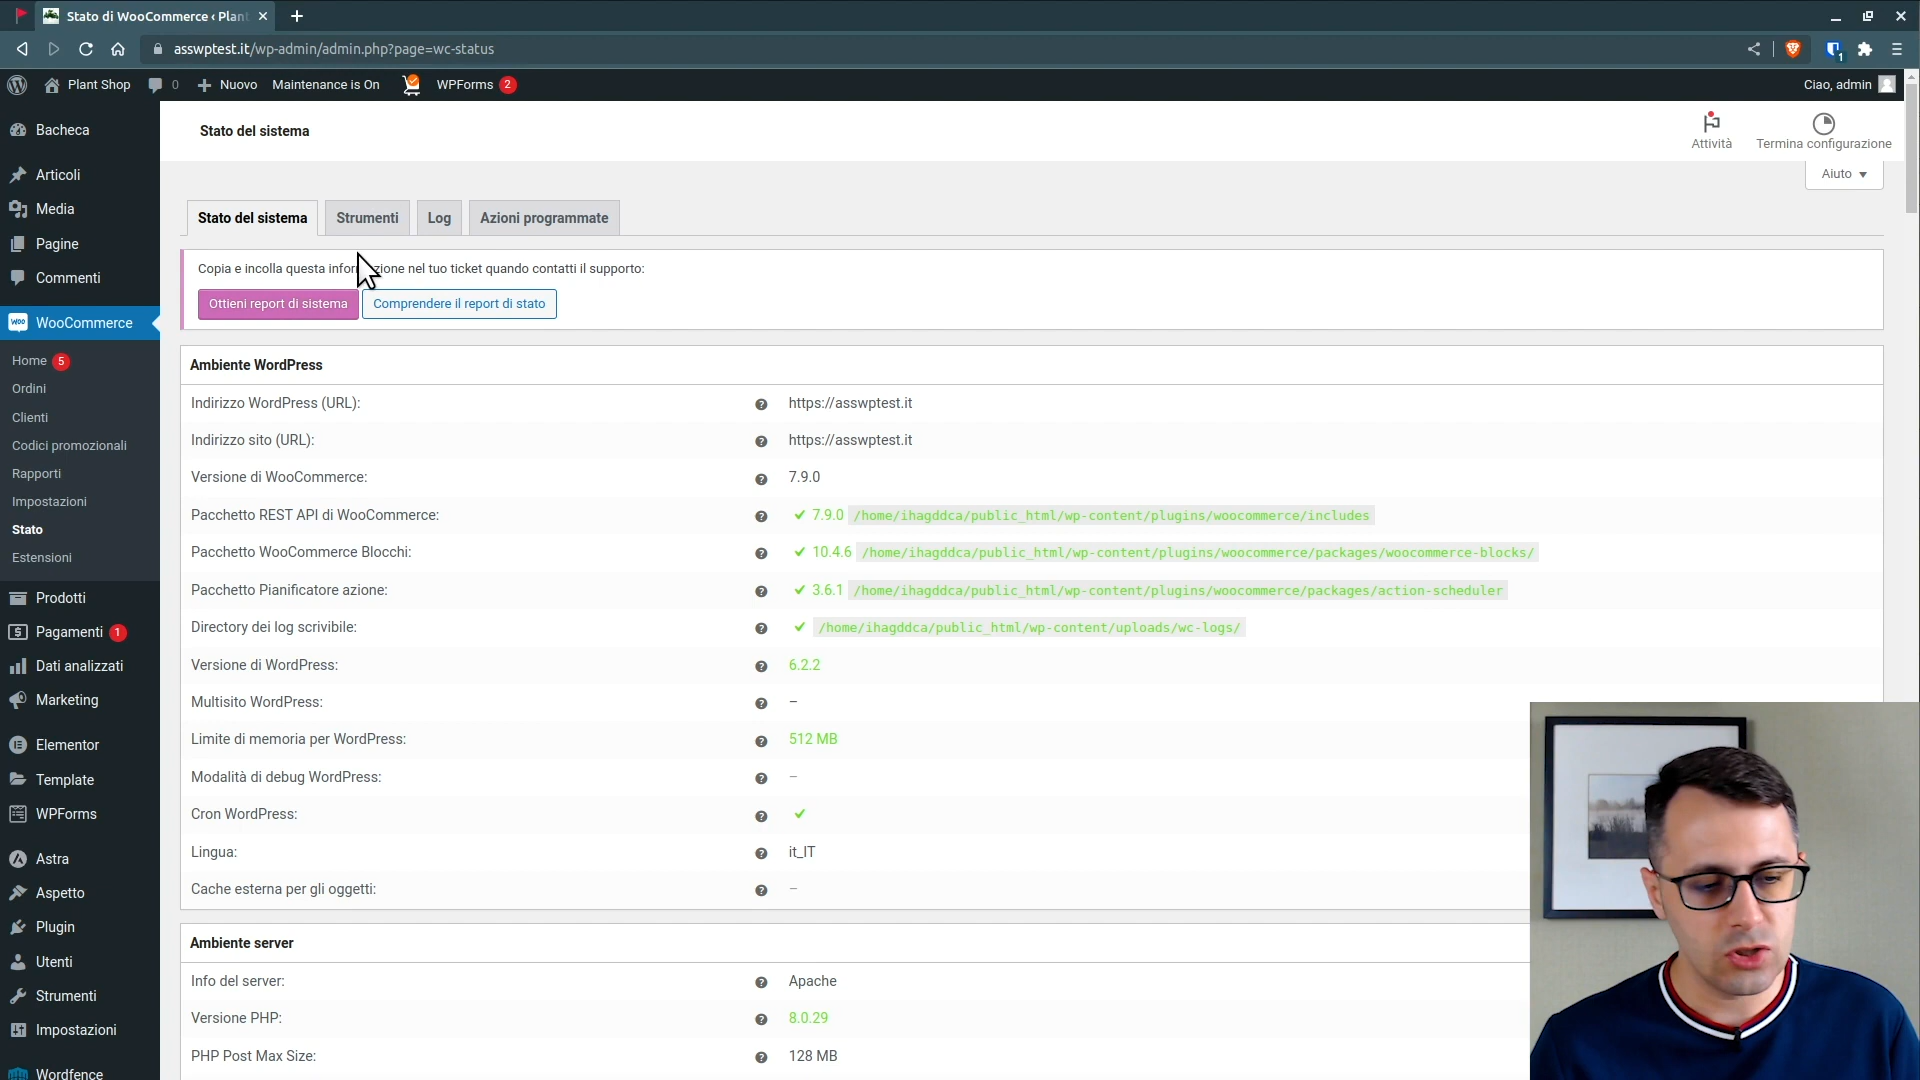 Stato di WooCommerce ‹ Plan
asswptest.it/wp-admin/admin.php?page=wc-status
1
Plant Shop
0
Nuovo
Maintenance is On
WPForms 2
Ciao, admin
Bacheca
Articoli
Media
Pagine
Commenti
WooCommerce
Home 5
Ordini
Clienti
Codici promozionali
Rapporti
Impostazioni
Stato
Estensioni
Prodotti
Pagamenti 1
Dati analizzati
Marketing
Elementor
Template
WPForms
Astra
Aspetto
Plugin
Utenti
Strumenti
Impostazioni
Wordfence
Stato del sistema
Attività
Termina configurazione
Aiuto
Stato del sistema
Strumenti
Log
Azioni programmate
Copia e incolla questa informazione nel tuo ticket quando contatti il supporto:
Ottieni report di sistema
Comprendere il report di stato
Ambiente WordPress
Indirizzo WordPress (URL): https://asswptest.it
Indirizzo sito (URL): https://asswptest.it
Versione di WooCommerce: 7.9.0
Pacchetto REST API di WooCommerce: ✔ 7.9.0 /home/ihagddca/public_html/wp-content/plugins/woocommerce/includes
Pacchetto WooCommerce Blocchi: ✔ 10.4.6 /home/ihagddca/public_html/wp-content/plugins/woocommerce/packages/woocommerce-blocks/
Pacchetto Pianificatore azione: ✔ 3.6.1 /home/ihagddca/public_html/wp-content/plugins/woocommerce/packages/action-scheduler
Directory dei log scrivibile: ✔ /home/ihagddca/public_html/wp-content/uploads/wc-logs/
Versione di WordPress: 6.2.2
Multisito WordPress: –
Limite di memoria per WordPress: 512 MB
Modalità di debug WordPress: –
Cron WordPress: ✔
Lingua: it_IT
Cache esterna per gli oggetti: –
Ambiente server
Info del server: Apache
Versione PHP: 8.0.29
PHP Post Max Size: 128 MB